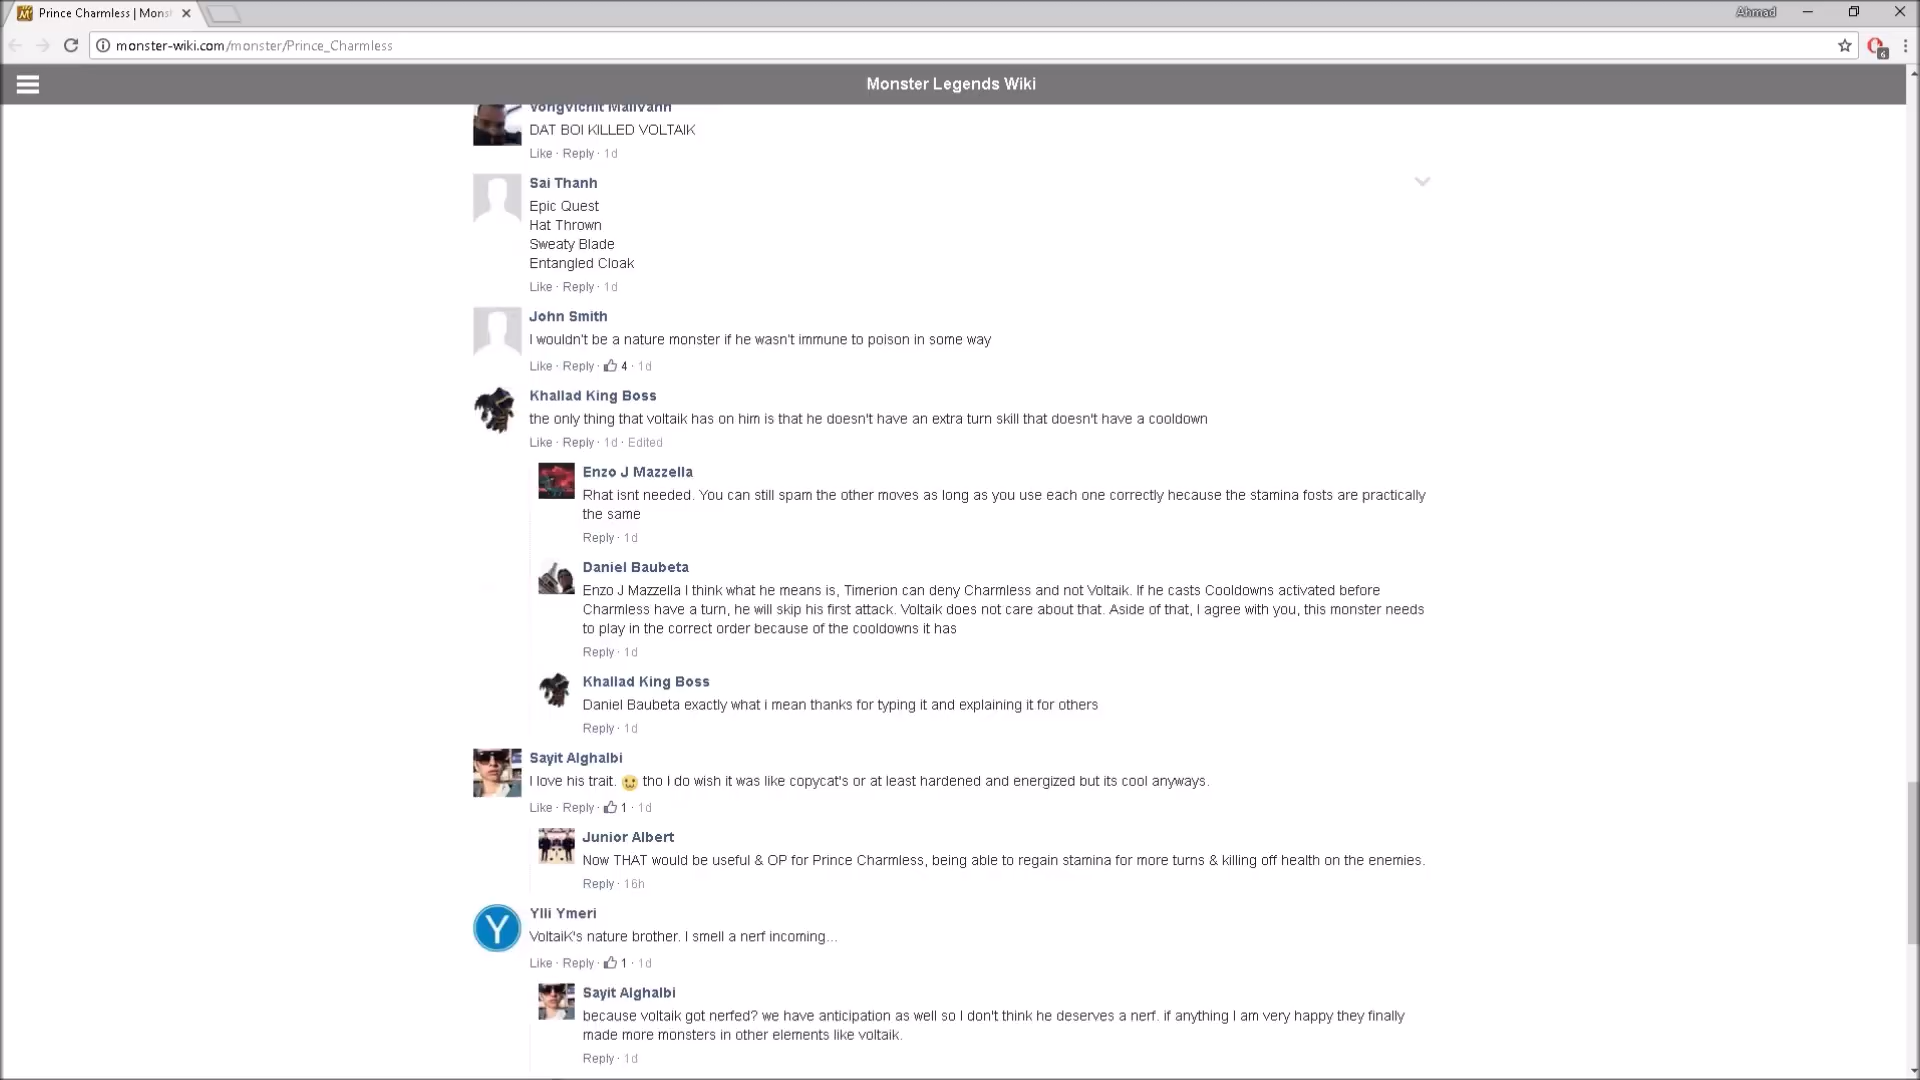 Prince Charmless | Monst
Ahmad
monster-wiki.com/monster/Prince_Charmless
6
Monster Legends Wiki
Vongvichit Malivann
DAT BOI KILLED VOLTAIK
Like · Reply · 1d
Sai Thanh
Epic Quest
Hat Thrown
Sweaty Blade
Entangled Cloak
Like · Reply · 1d
John Smith
I wouldn't be a nature monster if he wasn't immune to poison in some way
Like · Reply · 4 · 1d
Khallad King Boss
the only thing that voltaik has on him is that he doesn't have an extra turn skill that doesn't have a cooldown
Like · Reply · 1d · Edited
Enzo J Mazzella
Rhat isnt needed. You can still spam the other moves as long as you use each one correctly hecause the stamina fosts are practically
the same
Reply · 1d
Daniel Baubeta
Enzo J Mazzella I think what he means is, Timerion can deny Charmless and not Voltaik. If he casts Cooldowns activated before
Charmless have a turn, he will skip his first attack. Voltaik does not care about that. Aside of that, I agree with you, this monster needs
to play in the correct order because of the cooldowns it has
Reply · 1d
Khallad King Boss
Daniel Baubeta exactly what i mean thanks for typing it and explaining it for others
Reply · 1d
Sayit Alghalbi
I love his trait. tho I do wish it was like copycat's or at least hardened and energized but its cool anyways.
Like · Reply · 1 · 1d
Junior Albert
Now THAT would be useful & OP for Prince Charmless, being able to regain stamina for more turns & killing off health on the enemies.
Reply · 16h
Y
Ylli Ymeri
VoltaiK's nature brother. I smell a nerf incoming...
Like · Reply · 1 · 1d
Sayit Alghalbi
because voltaik got nerfed? we have anticipation as well so I don't think he deserves a nerf. if anything I am very happy they finally
made more monsters in other elements like voltaik.
Reply · 1d